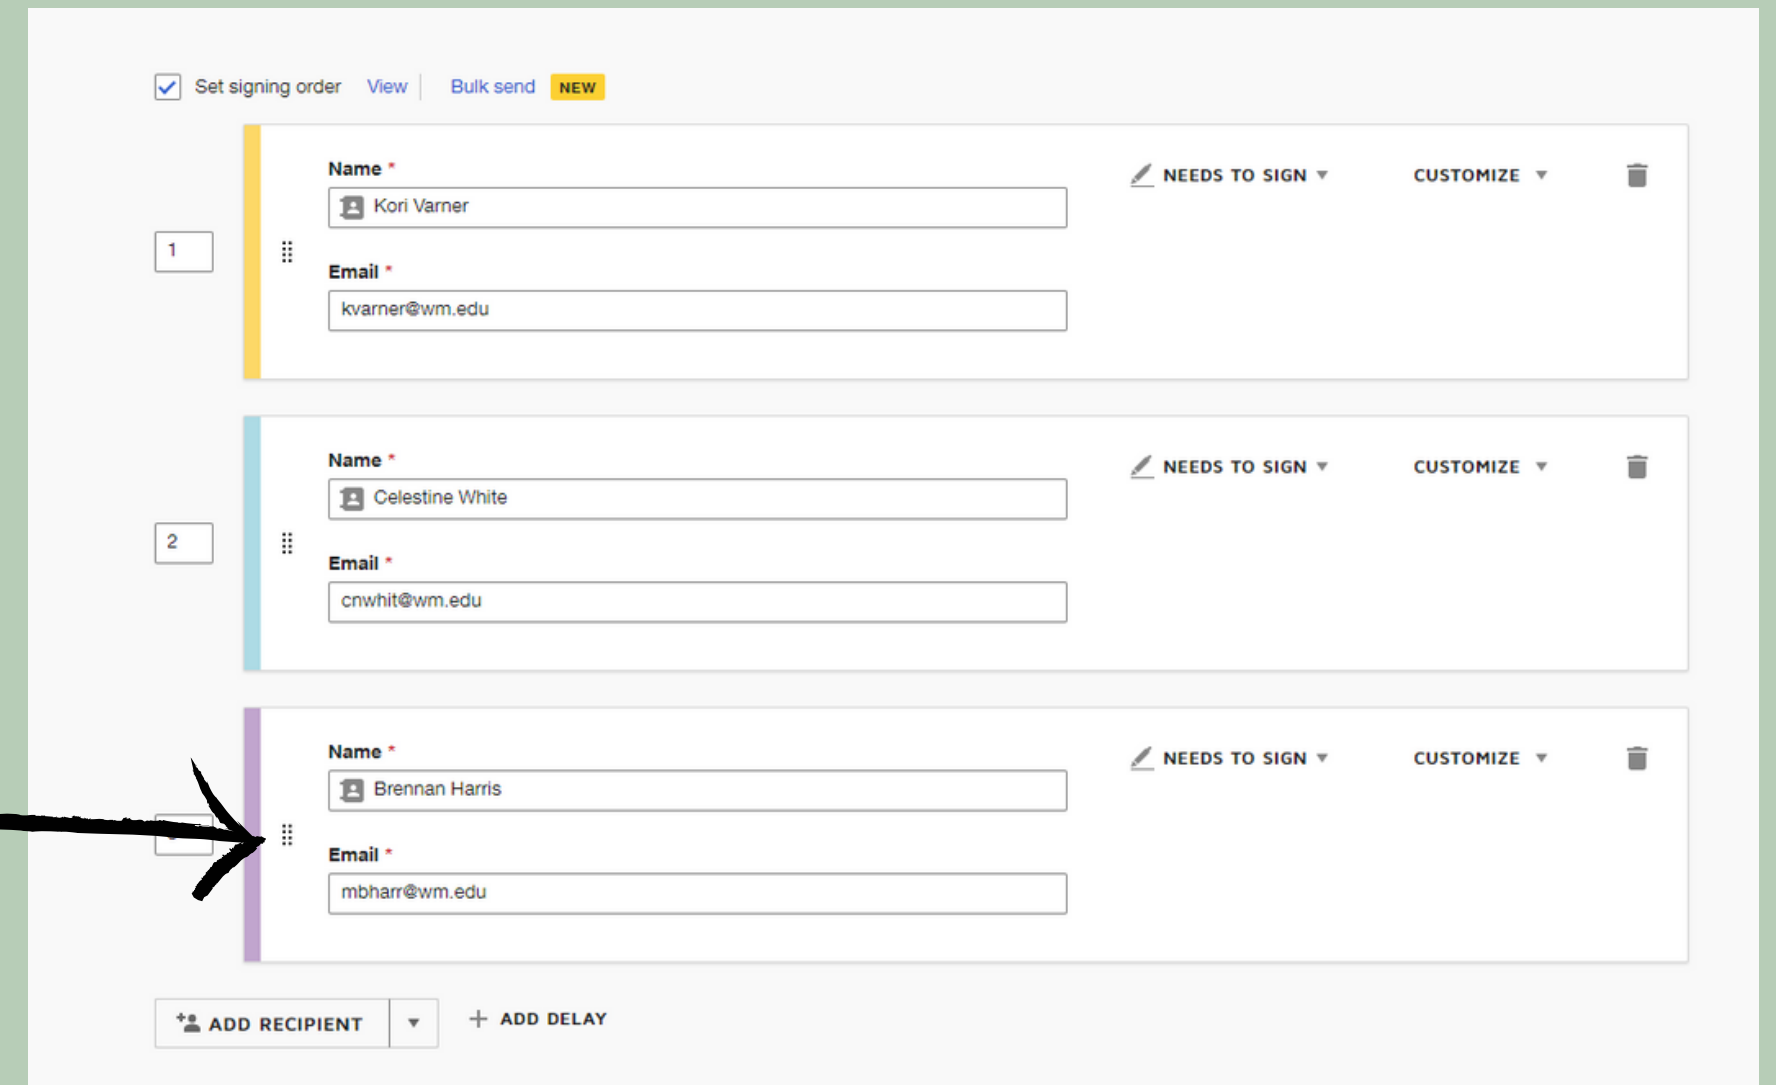 Set signing order View Bulk send NEW
Name *
NEEDS TO SIGN CUSTOMIZE
Kori Varner
1
Email *
kvarner@wm.edu
Name *
NEEDS TO SIGN CUSTOMIZE
Celestine White
2
Email *
cnwhit@wm.edu
Name *
NEEDS TO SIGN CUSTOMIZE
Brennan Harris
Email *
mbharr@wm.edu
ADD RECIPIENT + ADD DELAY